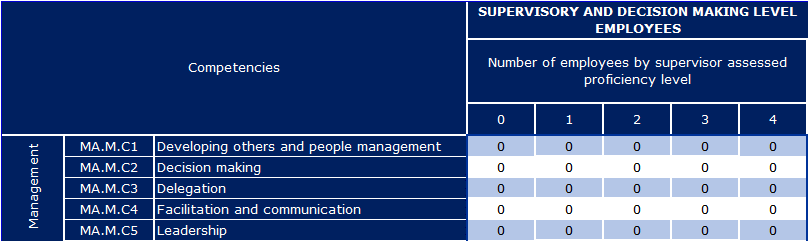 SUPERVISORY AND DECISION MAKING LEVEL
EMPLOYEES
Competencies
Number of employees by supervisor assessed
proficiency level
0 1 2 3 4
Management
MA.M.C1 Developing others and people management 0 0 0 0 0
MA.M.C2 Decision making 0 0 0 0 0
MA.M.C3 Delegation 0 0 0 0 0
MA.M.C4 Facilitation and communication 0 0 0 0 0
MA.M.C5 Leadership 0 0 0 0 0